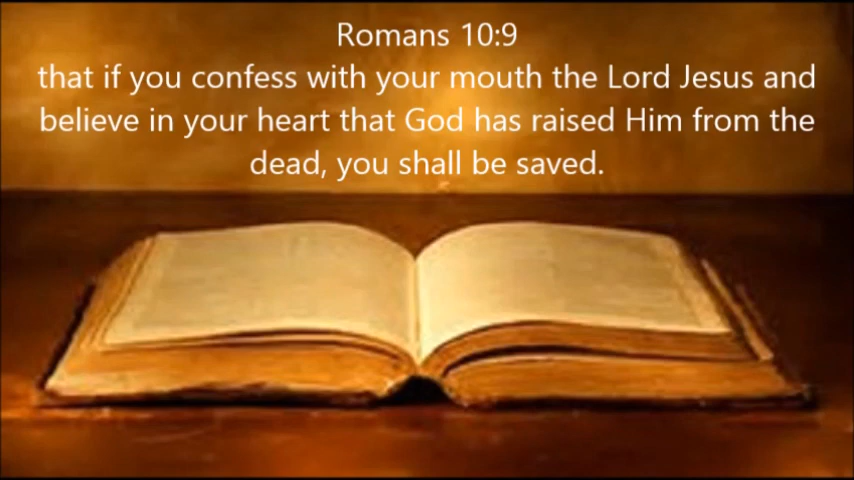 Romans 10:9
that if you confess with your mouth the Lord Jesus and
believe in your heart that God has raised Him from the
dead, you shall be saved.